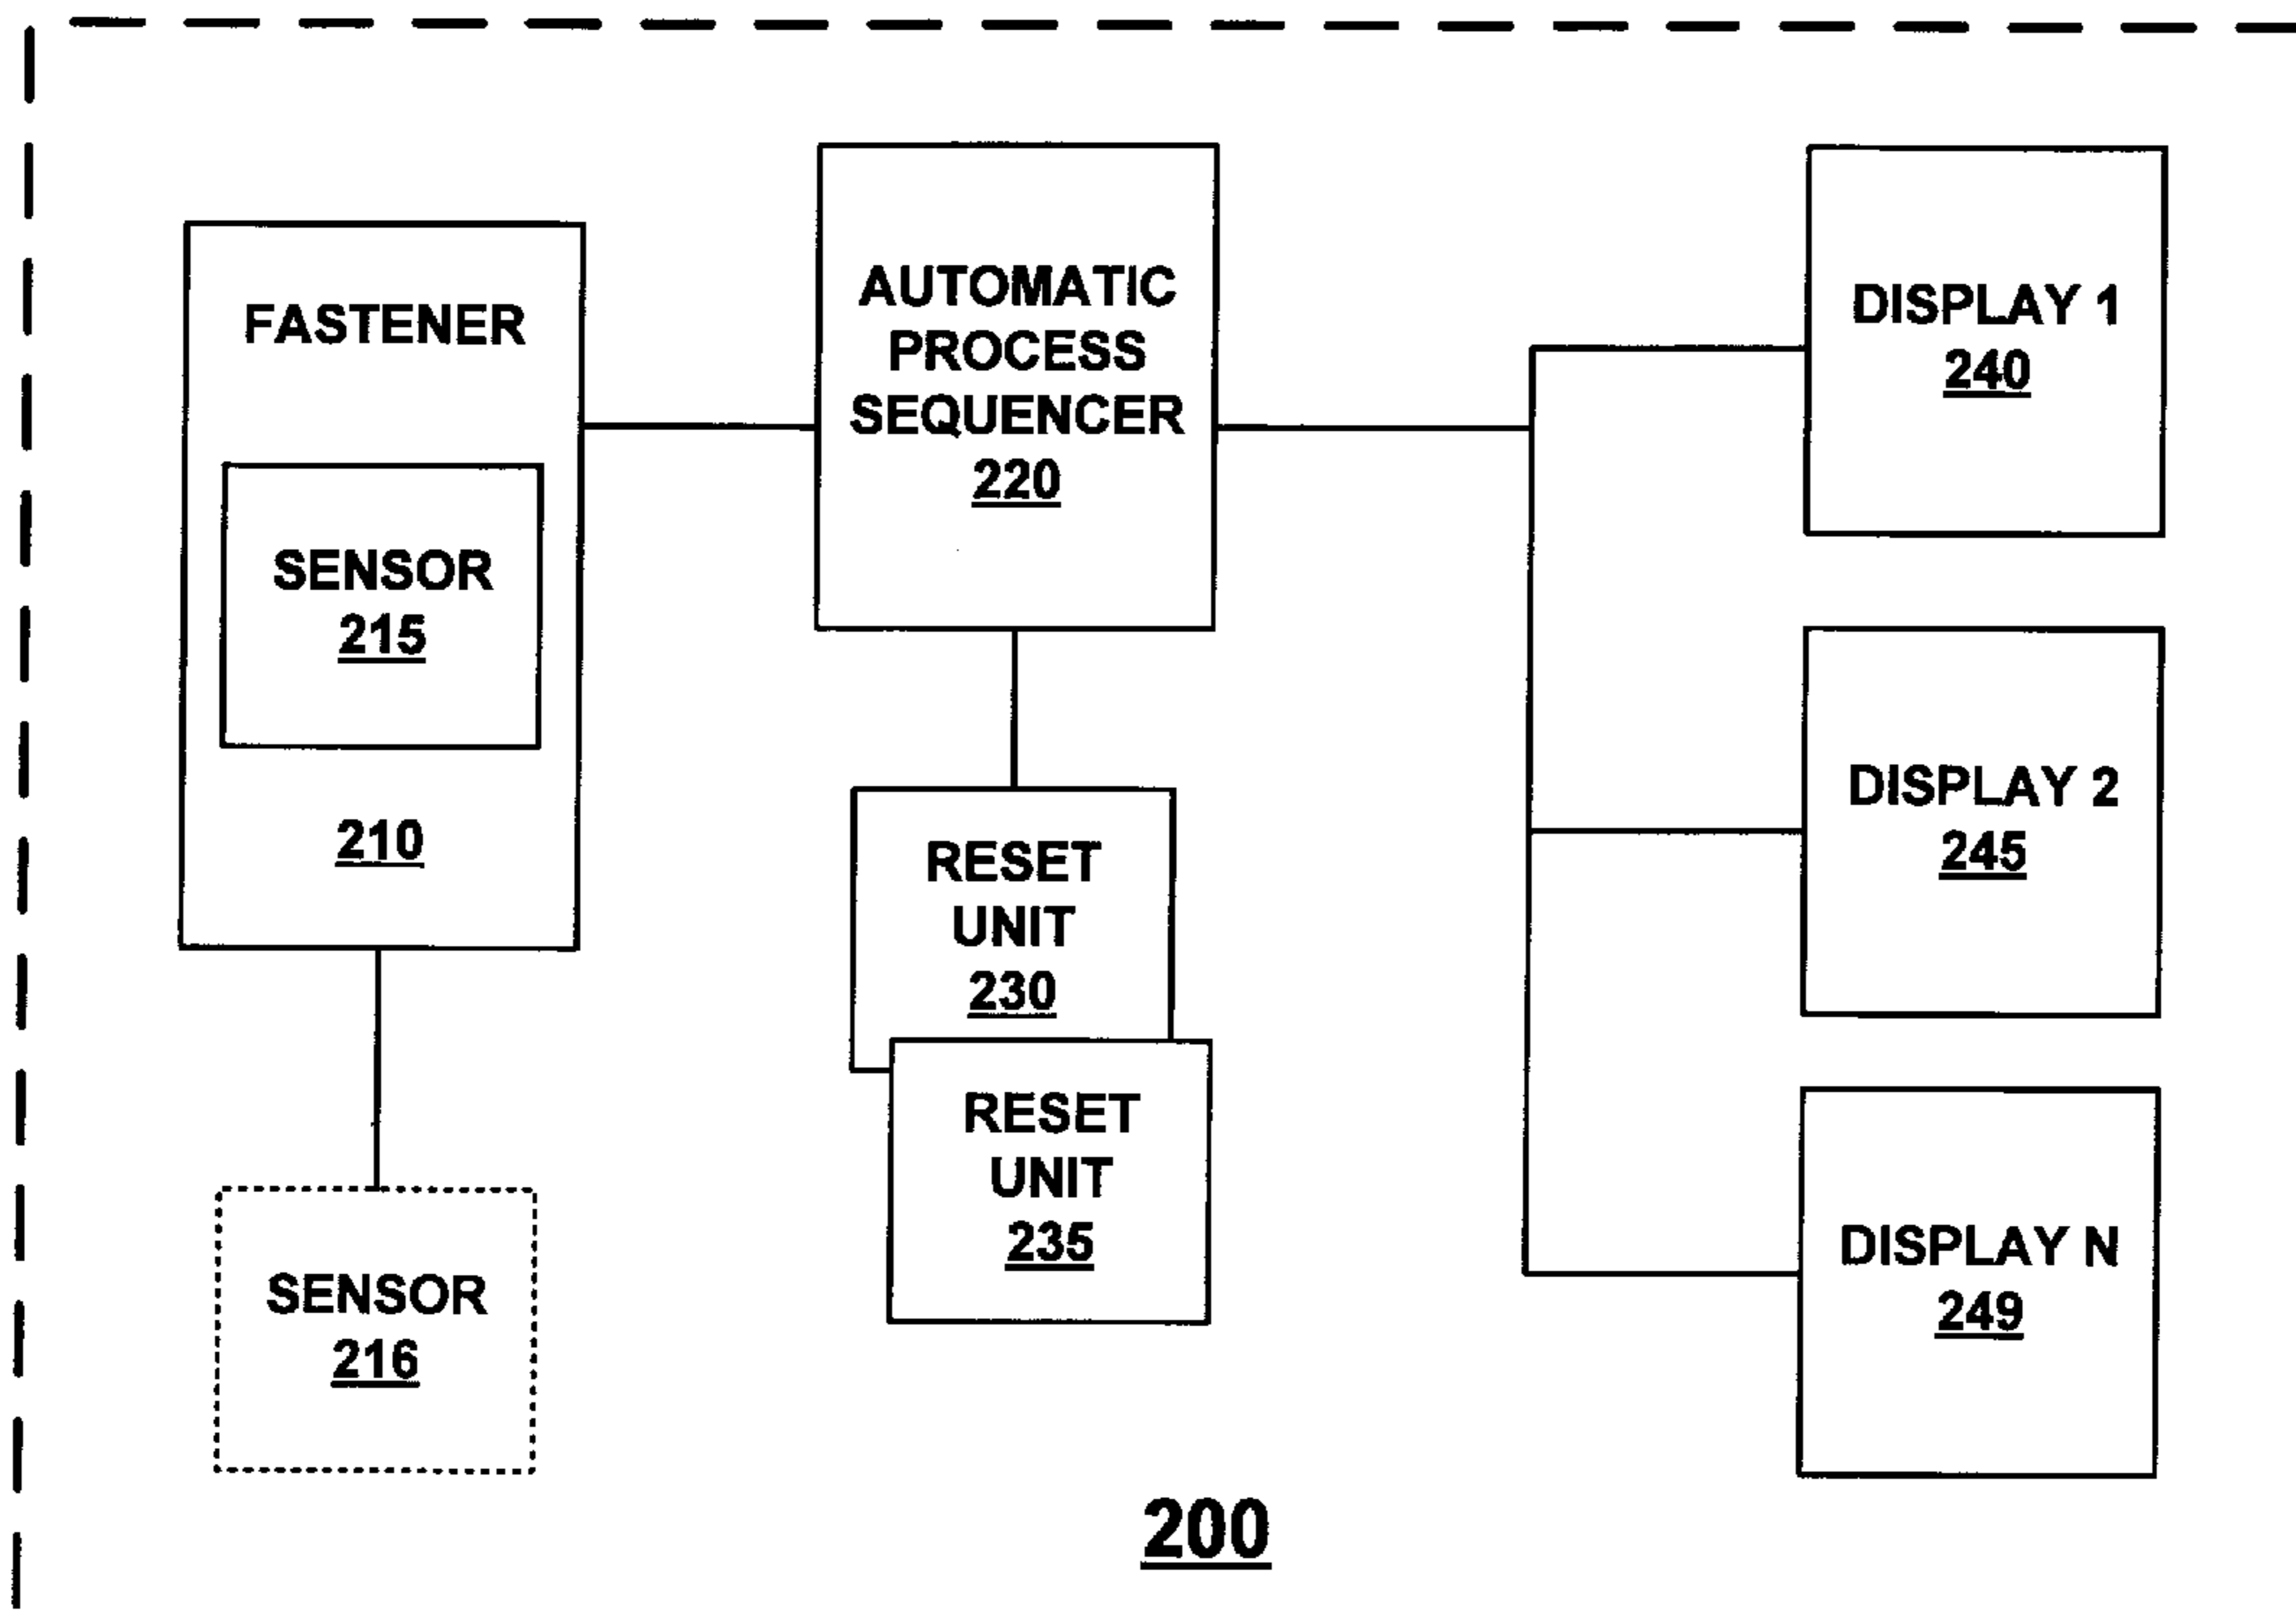 FASTENER
SENSOR
215
210
SENSOR
216
AUTOMATIC
PROCESS
SEQUENCER
220
RESET
UNIT
230
RESET
UNIT
235
DISPLAY 1
240
DISPLAY 2
245
DISPLAY N
249
200